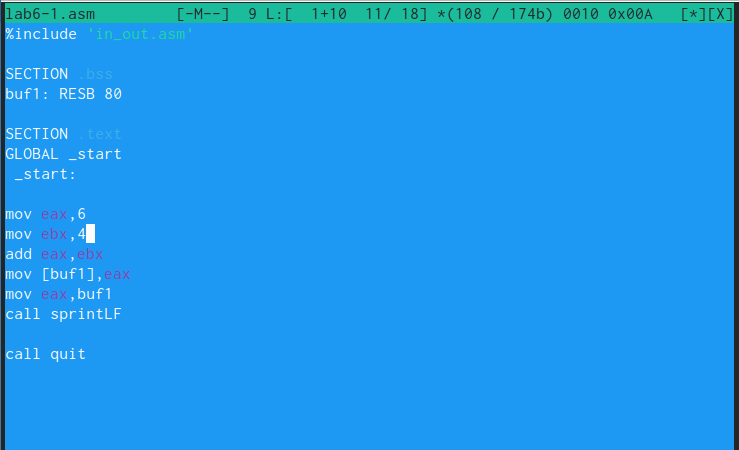 lab6-1.asm [-M--] 9 L:[ 1+10 11/ 18] *(108 / 174b) 0010 0x00A [*][X]
%include 'in_out.asm'
SECTION .bss
buf1: RESB 80
SECTION .text
GLOBAL _start
_start:
mov eax,6
mov ebx,4
add eax,ebx
mov [buf1],eax
mov eax,buf1
call sprintLF
call quit